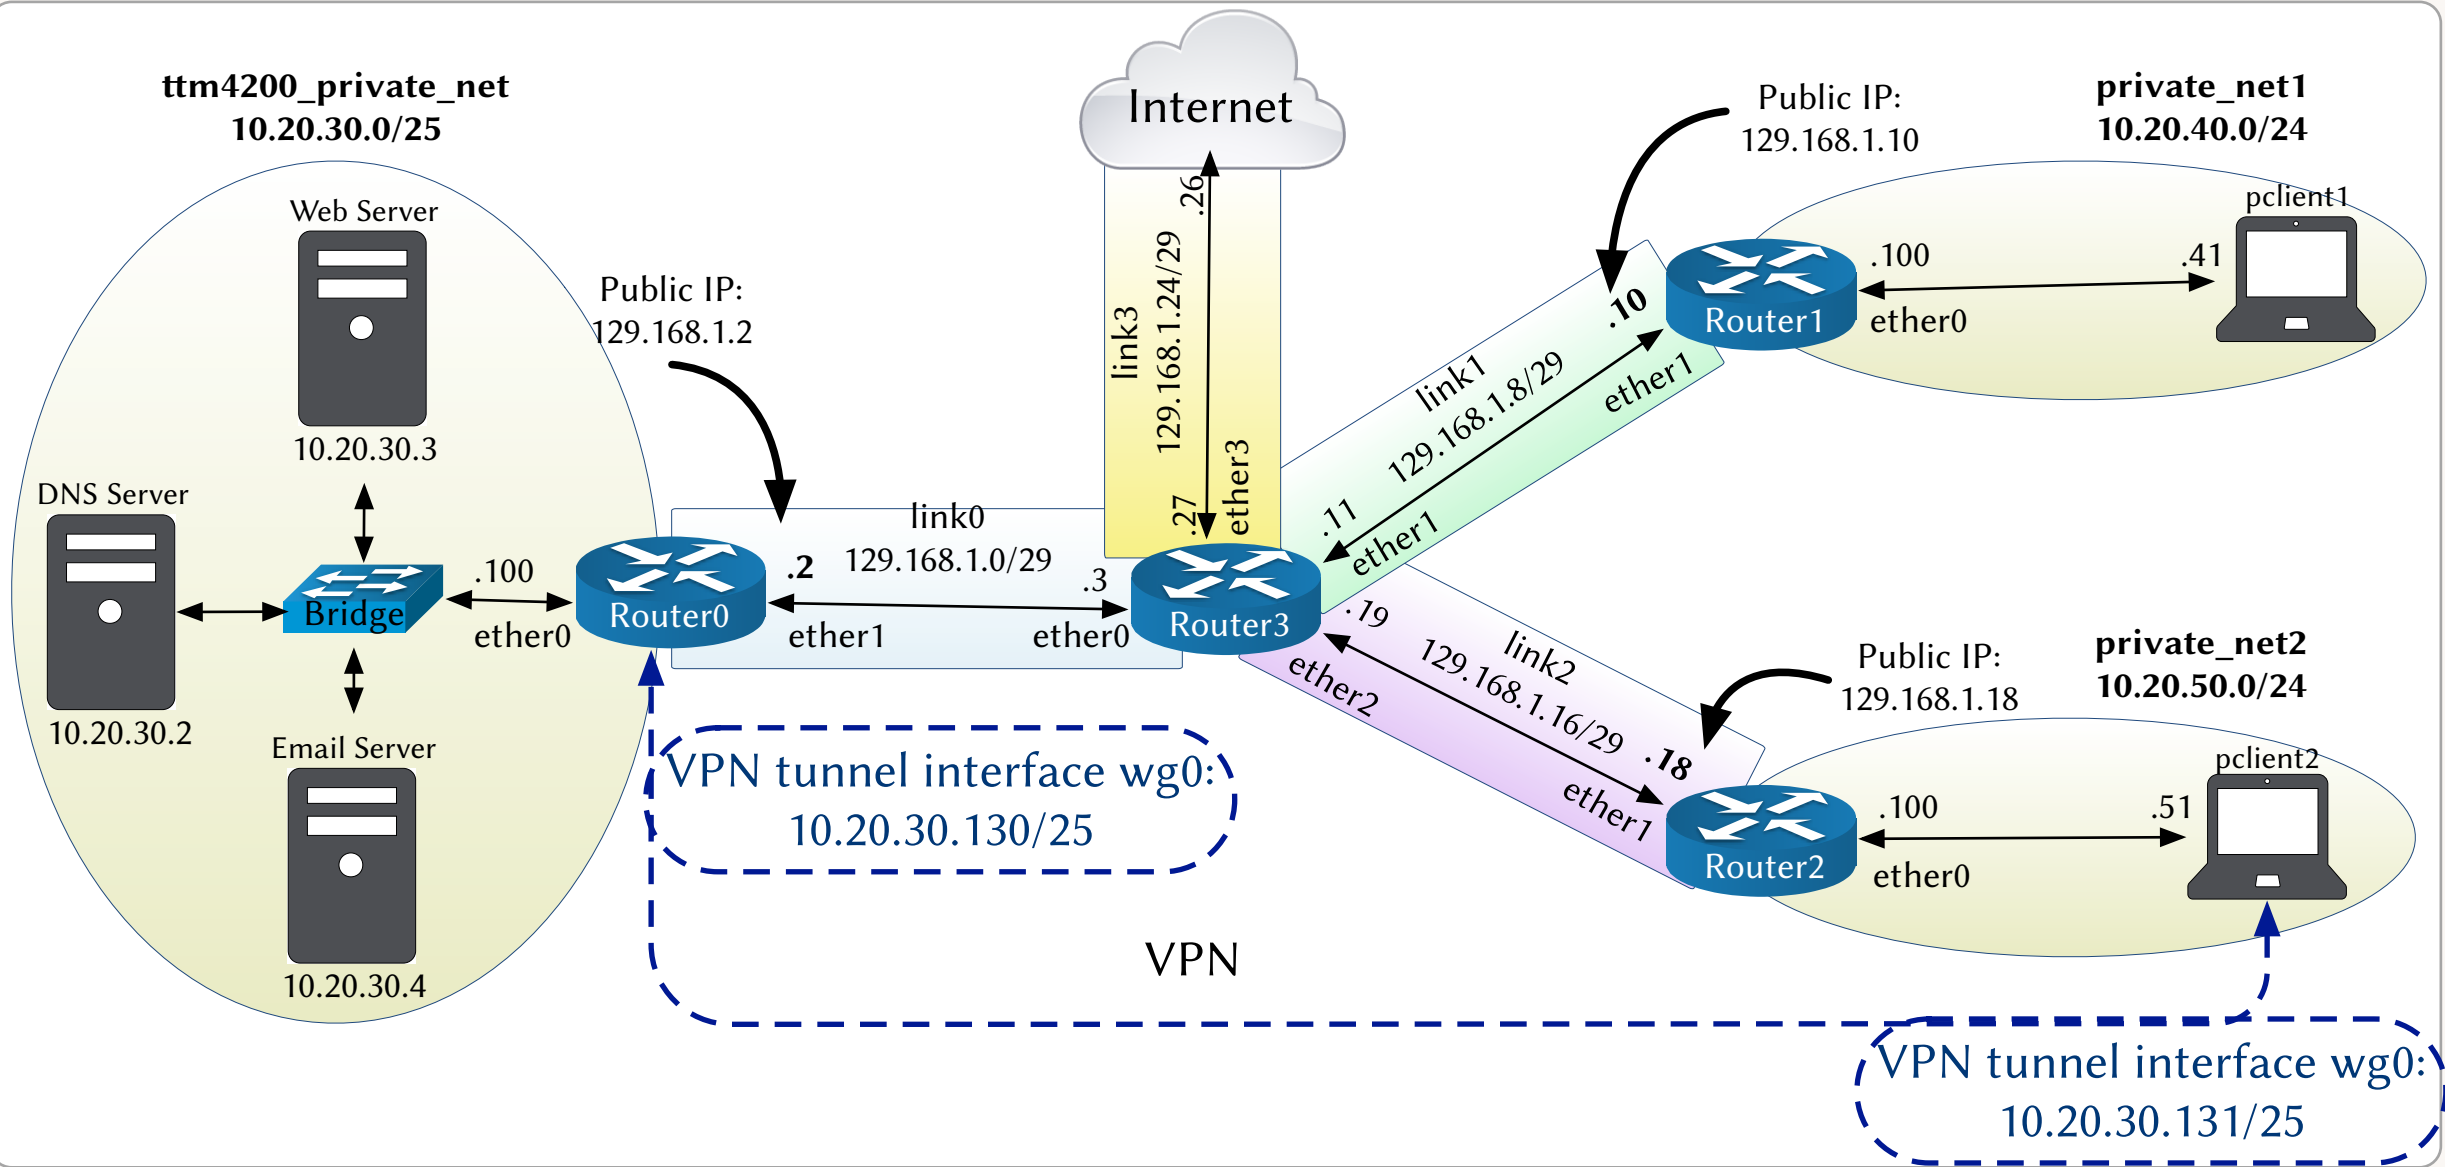 ttm4200_private_net
10.20.30.0/25
Web Server
10.20.30.3
DNS Server
10.20.30.2
Bridge
Email Server
10.20.30.4
.100
ether0
Router0
Public IP:
129.168.1.2
.2
link0
129.168.1.0/29
.3
ether1
ether0
Router3
Internet
link3
129.168.1.24/29
.26
.27
ether3
Public IP:
129.168.1.10
private_net1
10.20.40.0/24
pclient1
.10
link1
129.168.1.8/29
ether1
.11
ether1
Router1
.100
ether0
.41
.19
link2
129.168.1.16/29
ether2
.18
ether1
Public IP:
129.168.1.18
private_net2
10.20.50.0/24
pclient2
Router2
.100
ether0
.51
VPN tunnel interface wg0:
10.20.30.130/25
VPN
VPN tunnel interface wg0:
10.20.30.131/25